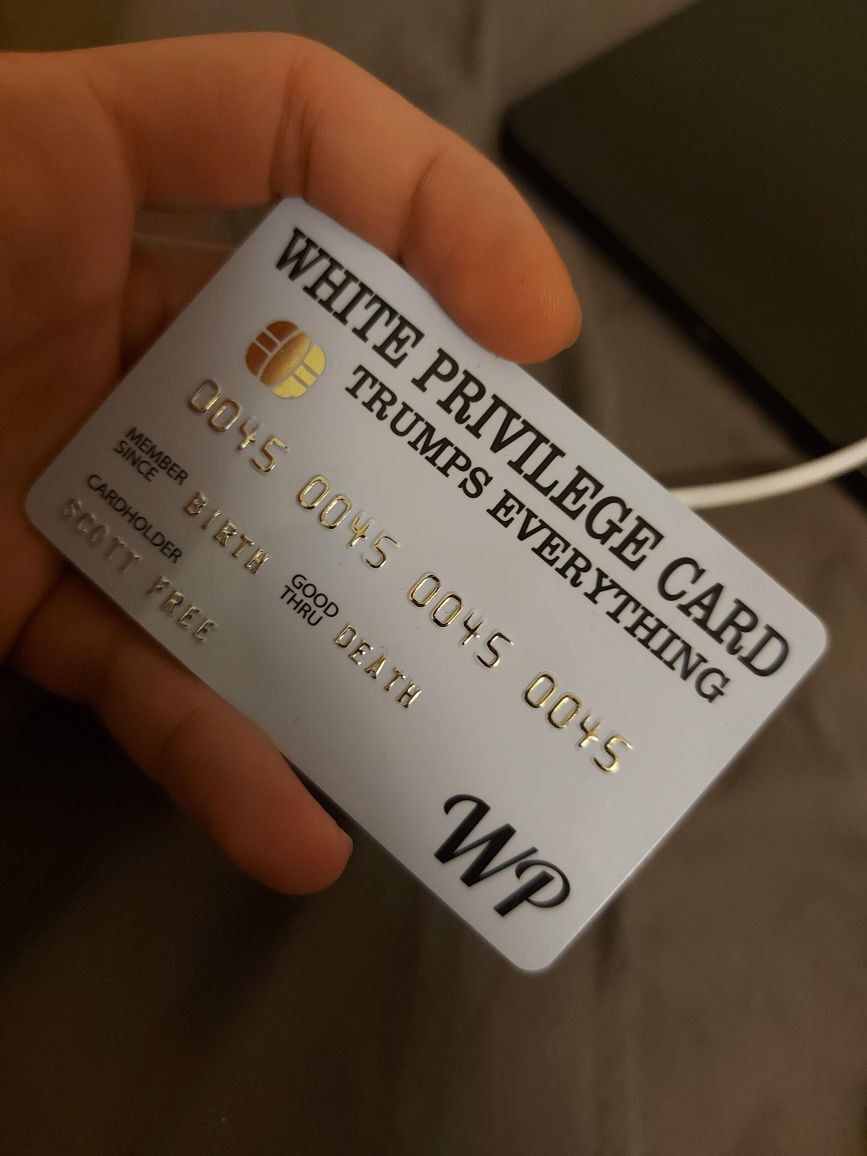 WHITE PRIVILEGE CARD
TRUMPS EVERYTHING
0045 0045 0045 0045
MEMBER
SINCE
BIRTH
GOOD
THRU
DEATH
CARDHOLDER
SCOTT FREE
WP